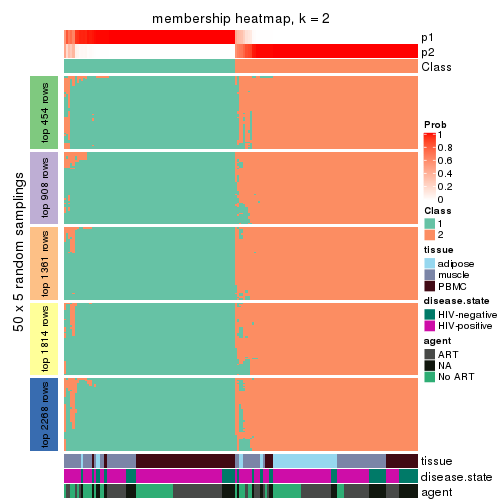 membership heatmap, k = 2
p1
p2
Class
50 x 5 random samplings
top 454 rows
top 908 rows
top 1361 rows
top 1814 rows
top 2268 rows
tissue
disease.state
agent
Prob
1
0.8
0.6
0.4
0.2
0
Class
1
2
tissue
adipose
muscle
PBMC
disease.state
HIV-negative
HIV-positive
agent
ART
NA
No ART